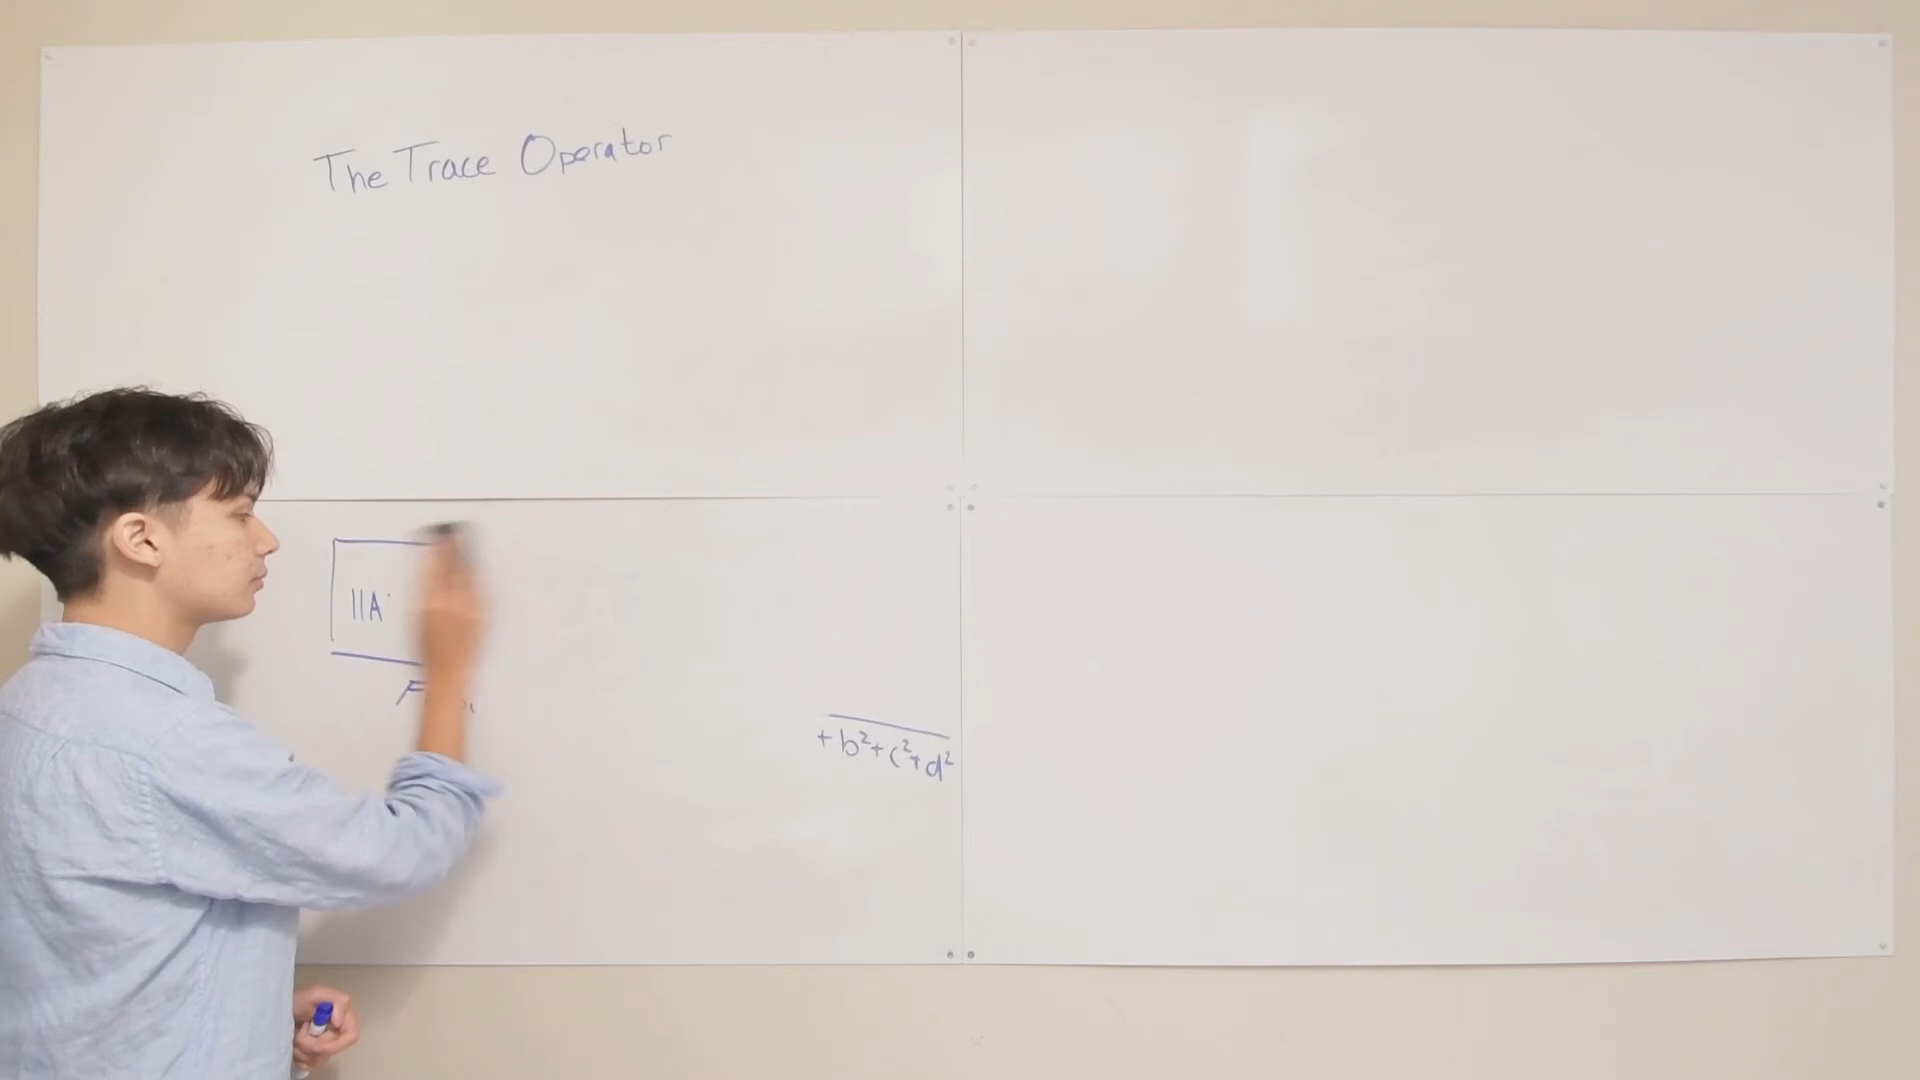 The Trace Operator
||A
+ b² + c² + d²